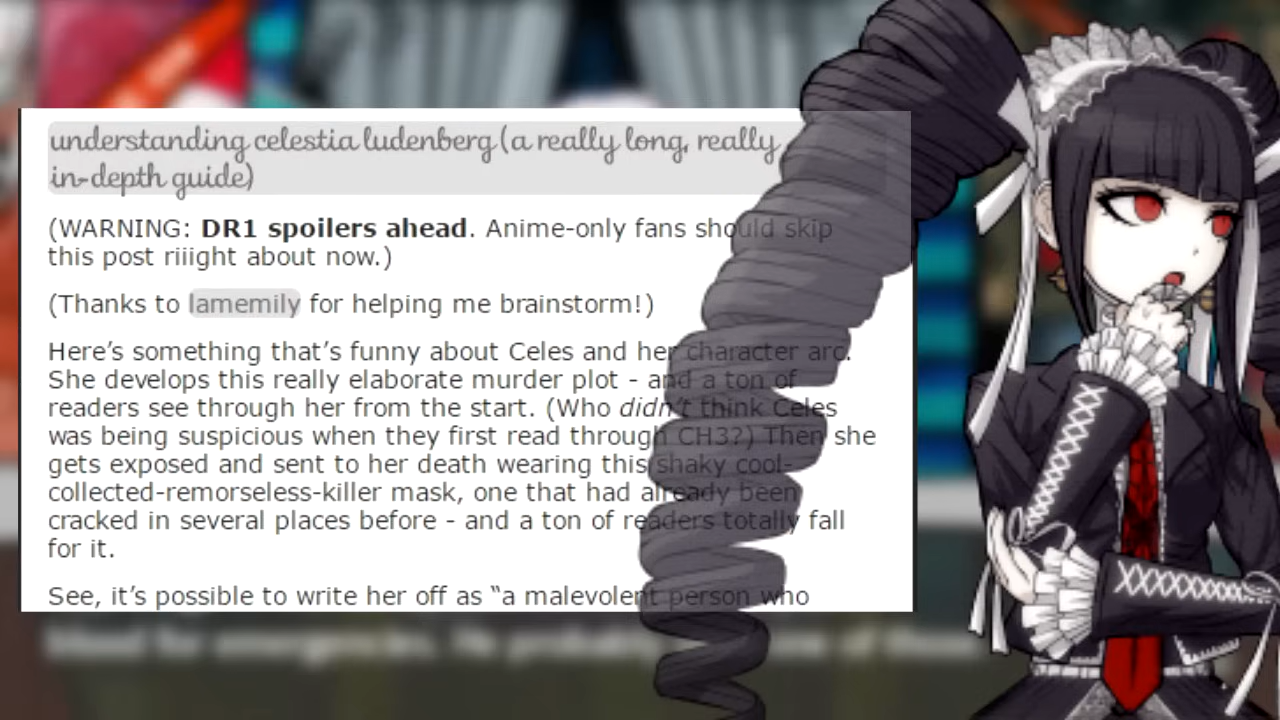 understanding celestia ludenberg (a really long, really
in-depth guide)
(WARNING: DR1 spoilers ahead. Anime-only fans should skip
this post riiight about now.)
(Thanks to lamemily for helping me brainstorm!)
Here’s something that’s funny about Celes and her character arc.
She develops this really elaborate murder plot - and a ton of
readers see through her from the start. (Who didn’t think Celes
was being suspicious when they first read through CH3?) Then she
gets exposed and sent to her death wearing this shaky cool-
collected-remorseless-killer mask, one that had already been
cracked in several places before - and a ton of readers totally fall
for it.
See, it’s possible to write her off as “a malevolent person who